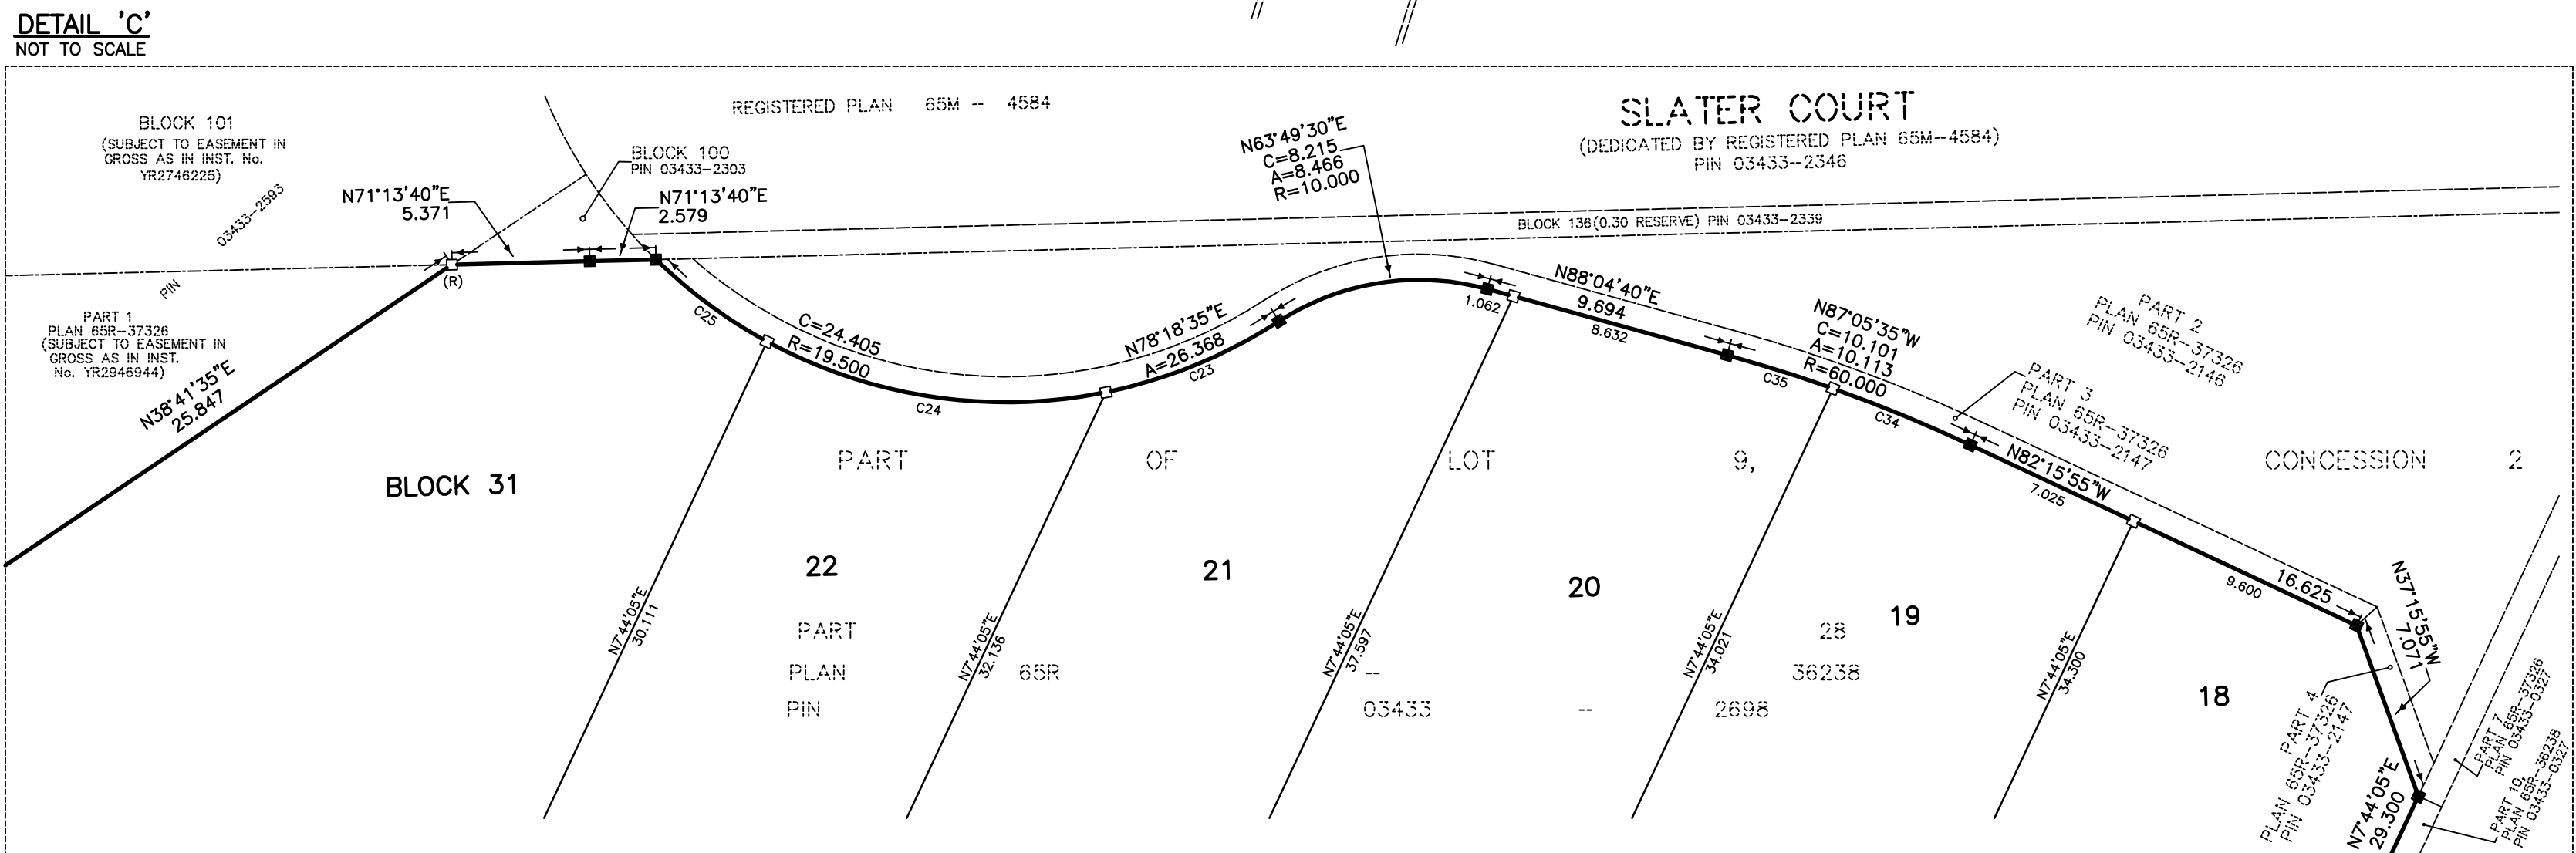 DETAIL 'C'
NOT TO SCALE
BLOCK 101
(SUBJECT TO EASEMENT IN
GROSS AS IN INST. No.
YR2746225)
03433--2593
PIN
PART 1
PLAN 65R--37326
(SUBJECT TO EASEMENT IN
GROSS AS IN INST.
No. YR2946944)
N38°41'35"E
25.847
N71°13'40"E
5.371
(R)
REGISTERED PLAN 65M -- 4584
BLOCK 100
PIN 03433--2303
N71°13'40"E
2.579
C25
C=24.405
R=19.500
C24
N78°18'35"E
A=26.368
C23
N63°49'30"E
C=8.215
A=8.466
R=10.000
SLATER COURT
(DEDICATED BY REGISTERED PLAN 65M--4584)
PIN 03433--2346
BLOCK 136(0.30 RESERVE) PIN 03433--2339
1.062
N88°04'40"E
9.694
8.632
N87°05'35"W
C=10.101
A=10.113
R=60.000
C35
C34
PART 2
PLAN 65R--37326
PIN 03433--2146
PART 3
PLAN 65R--37326
PIN 03433--2147
N82°15'55"W
7.025
16.625
9.600
N37°15'55"W
7.071
PART OF LOT 9, CONCESSION 2
BLOCK 31
22
21
20
19
18
PART 28
PLAN 65R -- 36238
PIN 03433 -- 2698
N7°44'05"E
30.111
N7°44'05"E
32.136
N7°44'05"E
37.597
N7°44'05"E
34.021
N7°44'05"E
34.300
PART 4
PLAN 65R--37326
PIN 03433--2147
N7°44'05"E
29.300
PART 7
PLAN 65R--37326
PIN 03433--0327
PART 10,
PLAN 65R--36238
PIN 03433--0327